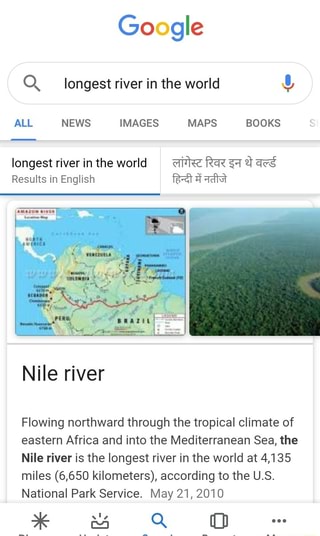 Google
longest river in the world
ALL NEWS IMAGES MAPS BOOKS S
longest river in the world
Results in English
लांगेस्ट रिवर इन थे वर्ल्ड
हिन्दी में नतीजे
AMAZON RIVER
Location Map
NORTH
AMERICA
VENEZUELA
COLOMBIA
ECUADOR
PERU
BRAZIL
Nile river
Flowing northward through the tropical climate of
eastern Africa and into the Mediterranean Sea, the
Nile river is the longest river in the world at 4,135
miles (6,650 kilometers), according to the U.S.
National Park Service. May 21, 2010